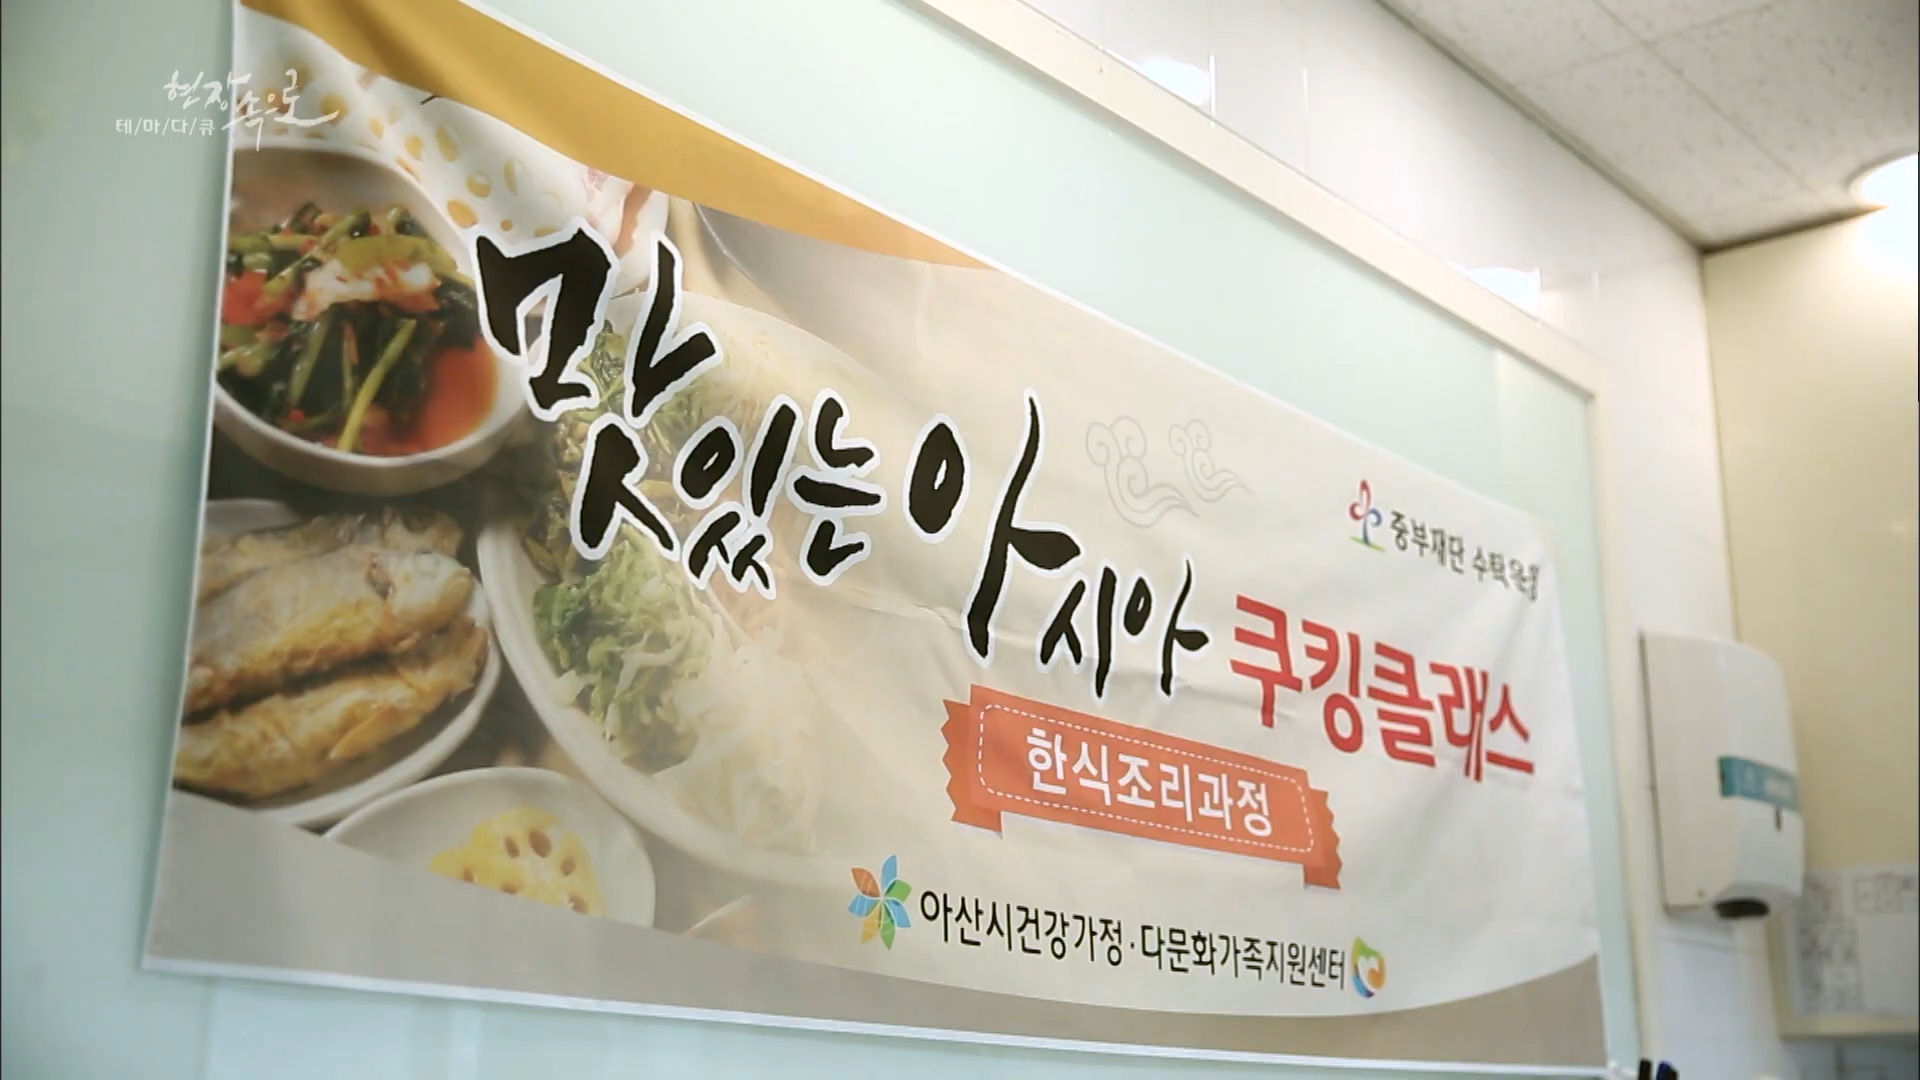 현장속으로
테/마/다/큐
맛있는 아시아 쿠킹클래스
중부재단 수탁운영
한식조리과정
아산시건강가정·다문화가족지원센터